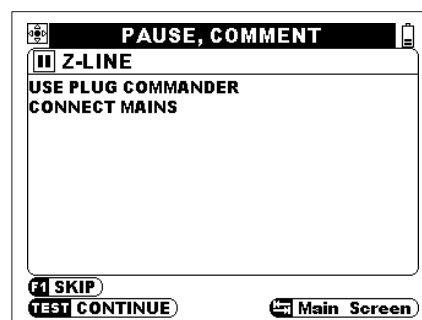 PAUSE, COMMENT
Z-LINE
USE PLUG COMMANDER
CONNECT MAINS
F1 SKIP
TEST CONTINUE
Main Screen